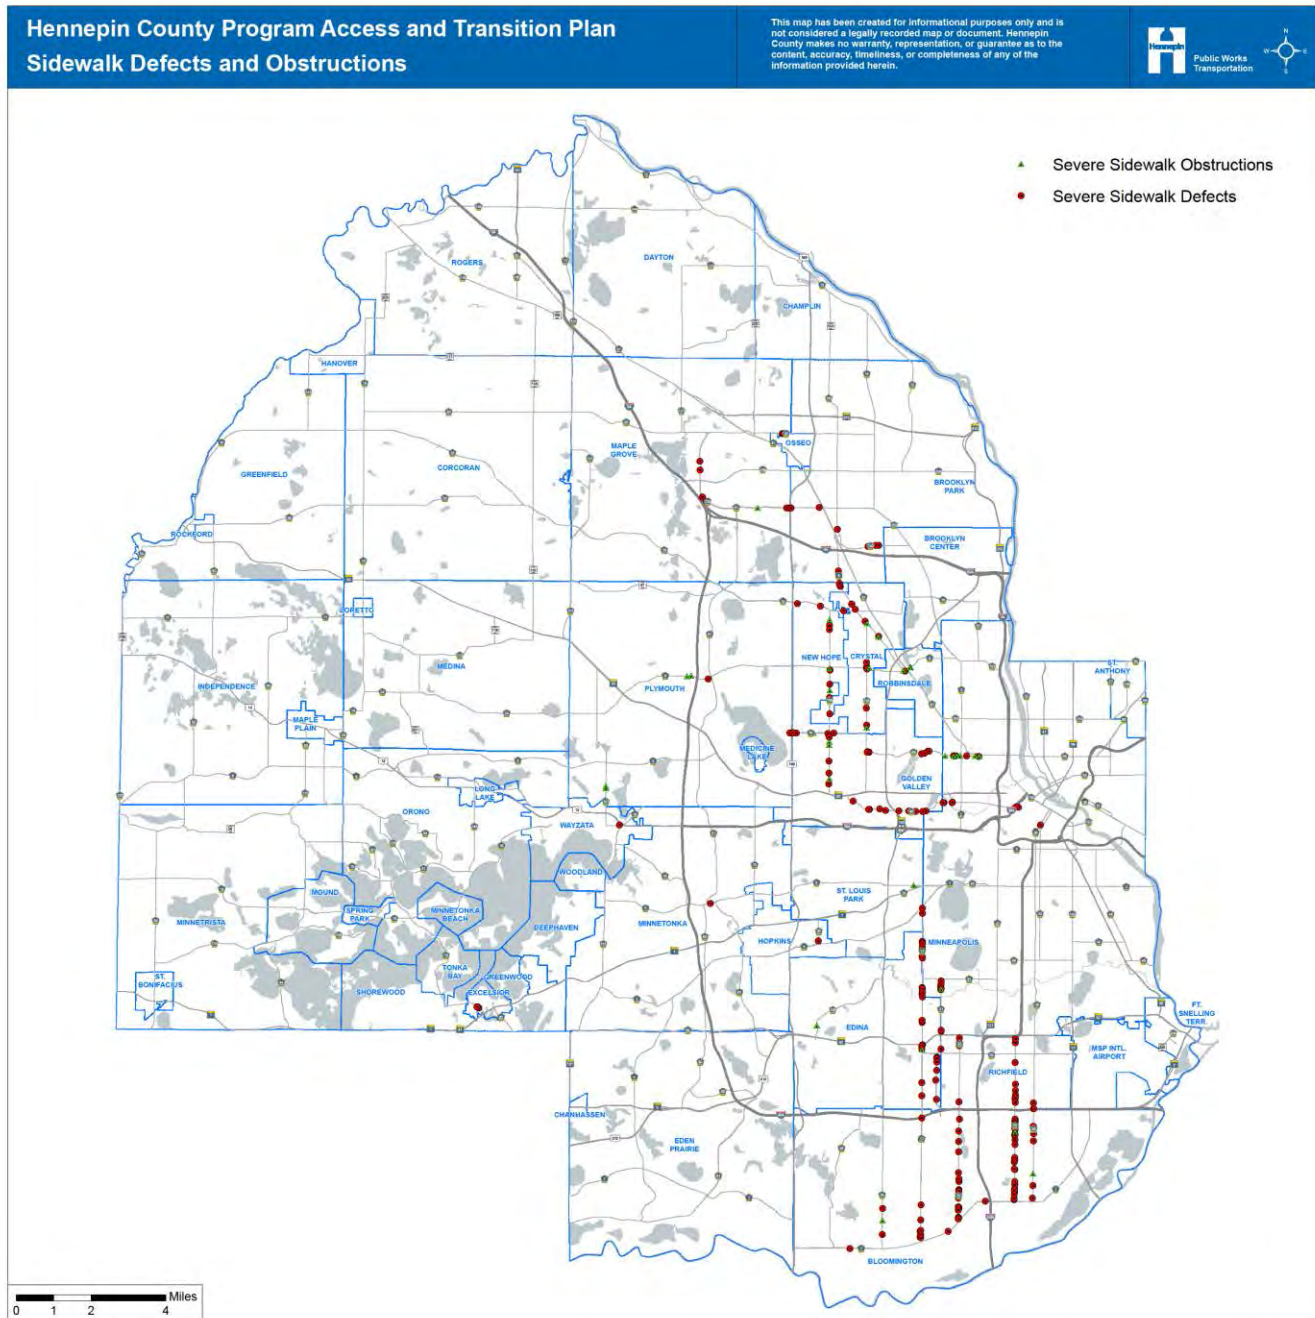 Hennepin County Program Access and Transition Plan
Sidewalk Defects and Obstructions
This map has been created for informational purposes only and is
not considered a legally recorded map or document. Hennepin
County makes no warranty, representation, or guarantee as to the
content, accuracy, timeliness, or completeness of any of the
information provided herein.
Hennepin
Public Works
Transportation
N
W
E
S
Severe Sidewalk Obstructions
Severe Sidewalk Defects
ROGERS
DAYTON
CHAMPLIN
HANOVER
OSSEO
MAPLE
GROVE
CORCORAN
GREENFIELD
BROOKLYN
PARK
ROCKFORD
BROOKLYN
CENTER
LORETTO
NEW HOPE
CRYSTAL
MEDINA
ST.
ANTHONY
ROBBINSDALE
INDEPENDENCE
PLYMOUTH
MAPLE
PLAIN
MEDICINE
LAKE
GOLDEN
VALLEY
LONG
LAKE
ORONO
WAYZATA
WOODLAND
MOUND
ST. LOUIS
PARK
SPRING
PARK
MINNETONKA
BEACH
MINNETRISTA
DEEPHAVEN
MINNETONKA
HOPKINS
MINNEAPOLIS
TONKA
BAY
GREENWOOD
ST.
BONIFACIUS
SHOREWOOD
EXCELSIOR
FT.
SNELLING
TERR.
EDINA
MSP INTL.
AIRPORT
RICHFIELD
CHANHASSEN
EDEN
PRAIRIE
BLOOMINGTON
Miles
0 1 2 4